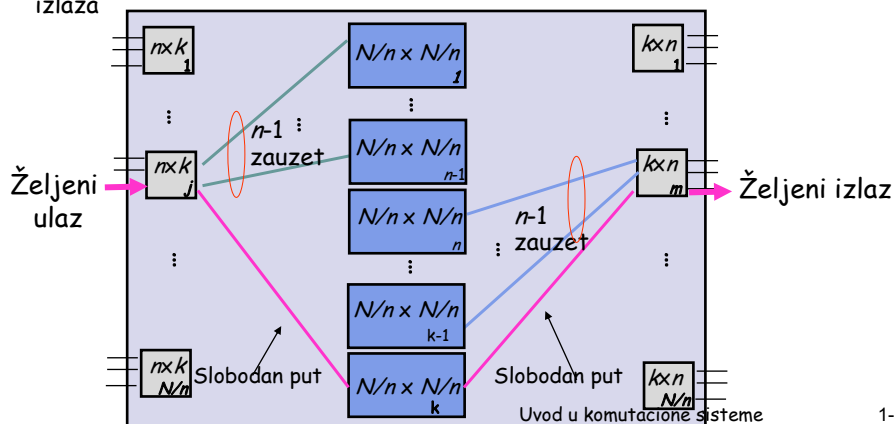 izlaza
n×k
1
N/n x N/n
1
k×n
1
n-1
zauzet
n×k
j
N/n x N/n
n-1
k×n
m
Željeni
ulaz
Željeni izlaz
N/n x N/n
n
n-1
zauzet
N/n x N/n
k-1
n×k
N/n
Slobodan put
N/n x N/n
k
Slobodan put
k×n
N/n
Uvod u komutacione sisteme
1-